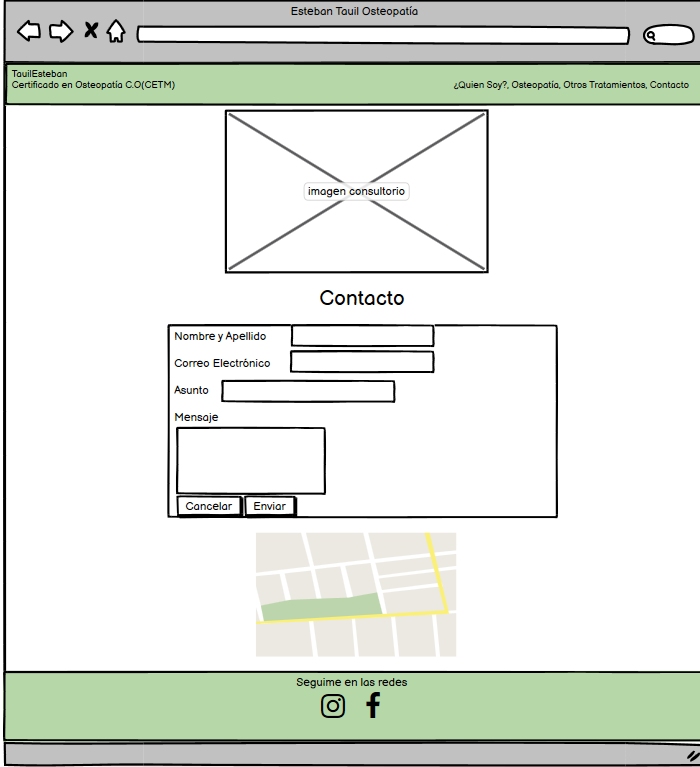 Esteban Tauil Osteopatía
TauilEsteban
Certificado en Osteopatía C.O(CETM)
¿Quien Soy?, Osteopatía, Otros Tratamientos, Contacto
imagen consultorio
Contacto
Nombre y Apellido
Correo Electrónico
Asunto
Mensaje
Cancelar Enviar
Seguime en las redes